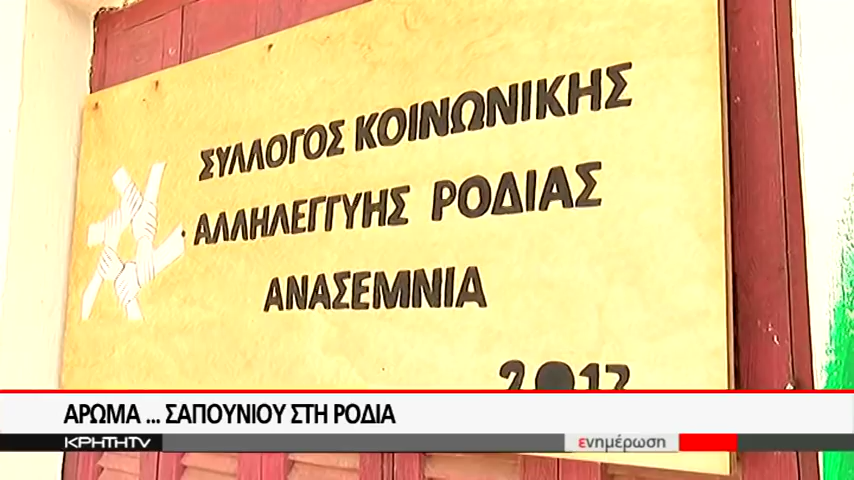 ΣΥΛΛΟΓΟΣ ΚΟΙΝΩΝΙΚΗΣ
ΑΛΛΗΛΕΓΓΥΗΣ ΡΟΔΙΑΣ
ΑΝΑΣΕΜΝΙΑ
ΑΡΩΜΑ ... ΣΑΠΟΥΝΙΟΥ ΣΤΗ ΡΟΔΙΑ
ΚΡΗΤΗTV
ενημέρωση